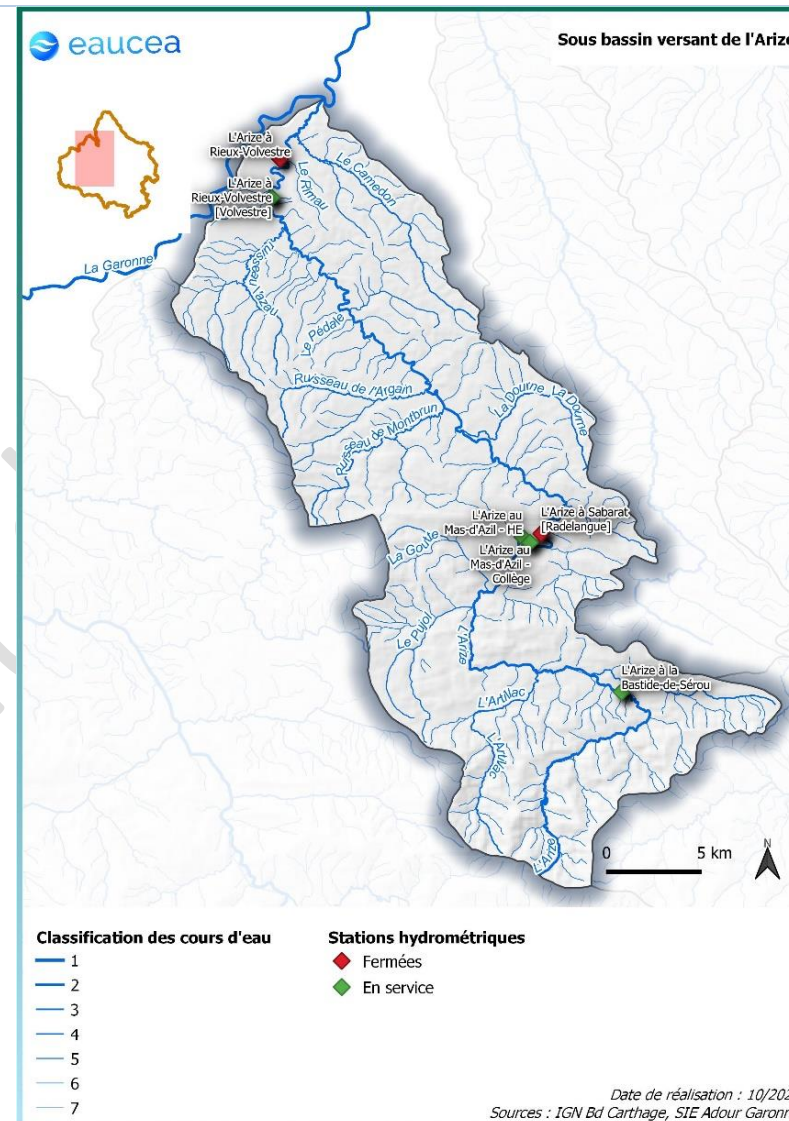 eaucea
Sous bassin versant de l'Arize
L'Arize à
Rieux-Volvestre
L'Arize à
Rieux-Volvestre
[Volvestre]
Le Rimau
Le Camedon
La Garonne
Ruisseau
Vazau
Le Pédale
Ruisseau de l'Argain
Ruisseau de Montbrun
La Dourne
La Dourne
L'Arize au
Mas-d'Azil - HE
L'Arize à Sabarat
[Radelangue]
L'Arize au
Mas-d'Azil -
Collège
La Goutte
Le Pujol
L'Arize
L'Arize à la
Bastide-de-Sérou
L'Artillac
L'Artillac
L'Arize
0 5 km
N
Classification des cours d'eau
1
2
3
4
5
6
7
Stations hydrométriques
Fermées
En service
Date de réalisation : 10/202
Sources : IGN Bd Carthage, SIE Adour Garonn